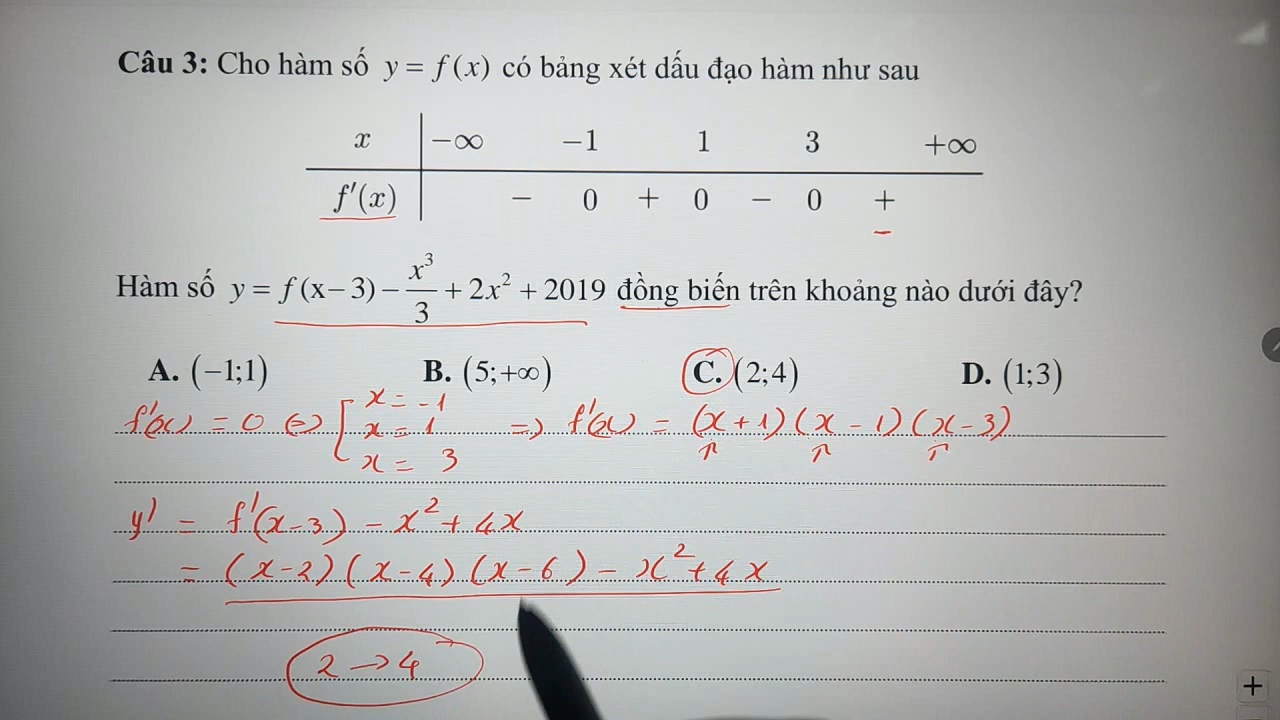 Câu 3: Cho hàm số y = f(x) có bảng xét dấu đạo hàm như sau
x −∞ −1 1 3 +∞
f′(x) − 0 + 0 − 0 +
Hàm số y = f(x−3) − x³/3 + 2x² + 2019 đồng biến trên khoảng nào dưới đây?
A. (−1;1) B. (5;+∞) C. (2;4) D. (1;3)
f'(x) = 0 ⇔ [ x = -1
x = 1
x = 3
⇒ f'(x) = (x+1)(x-1)(x-3)
y' = f'(x-3) - x² + 4x
= (x-2)(x-4)(x-6) - x² + 4x
2 → 4
+